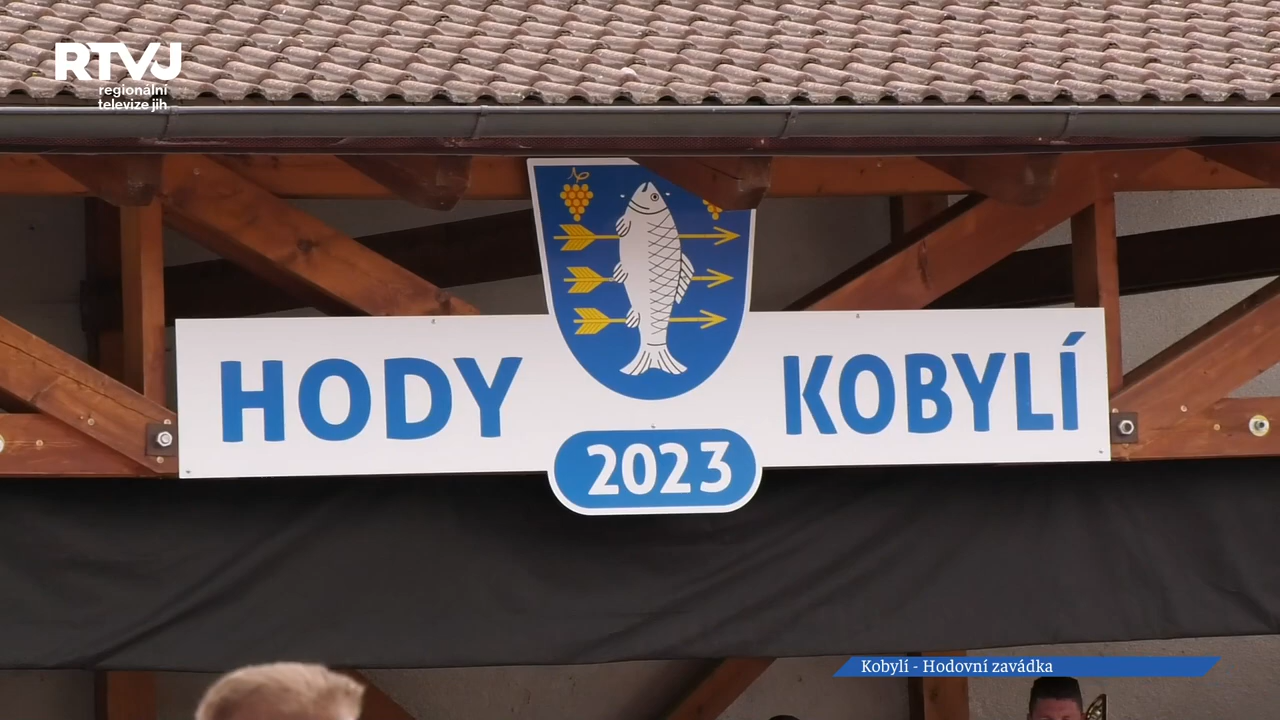 RTVJ
regionální
televize jih
HODY KOBYLÍ
2023
Kobylí - Hodovní zavádka